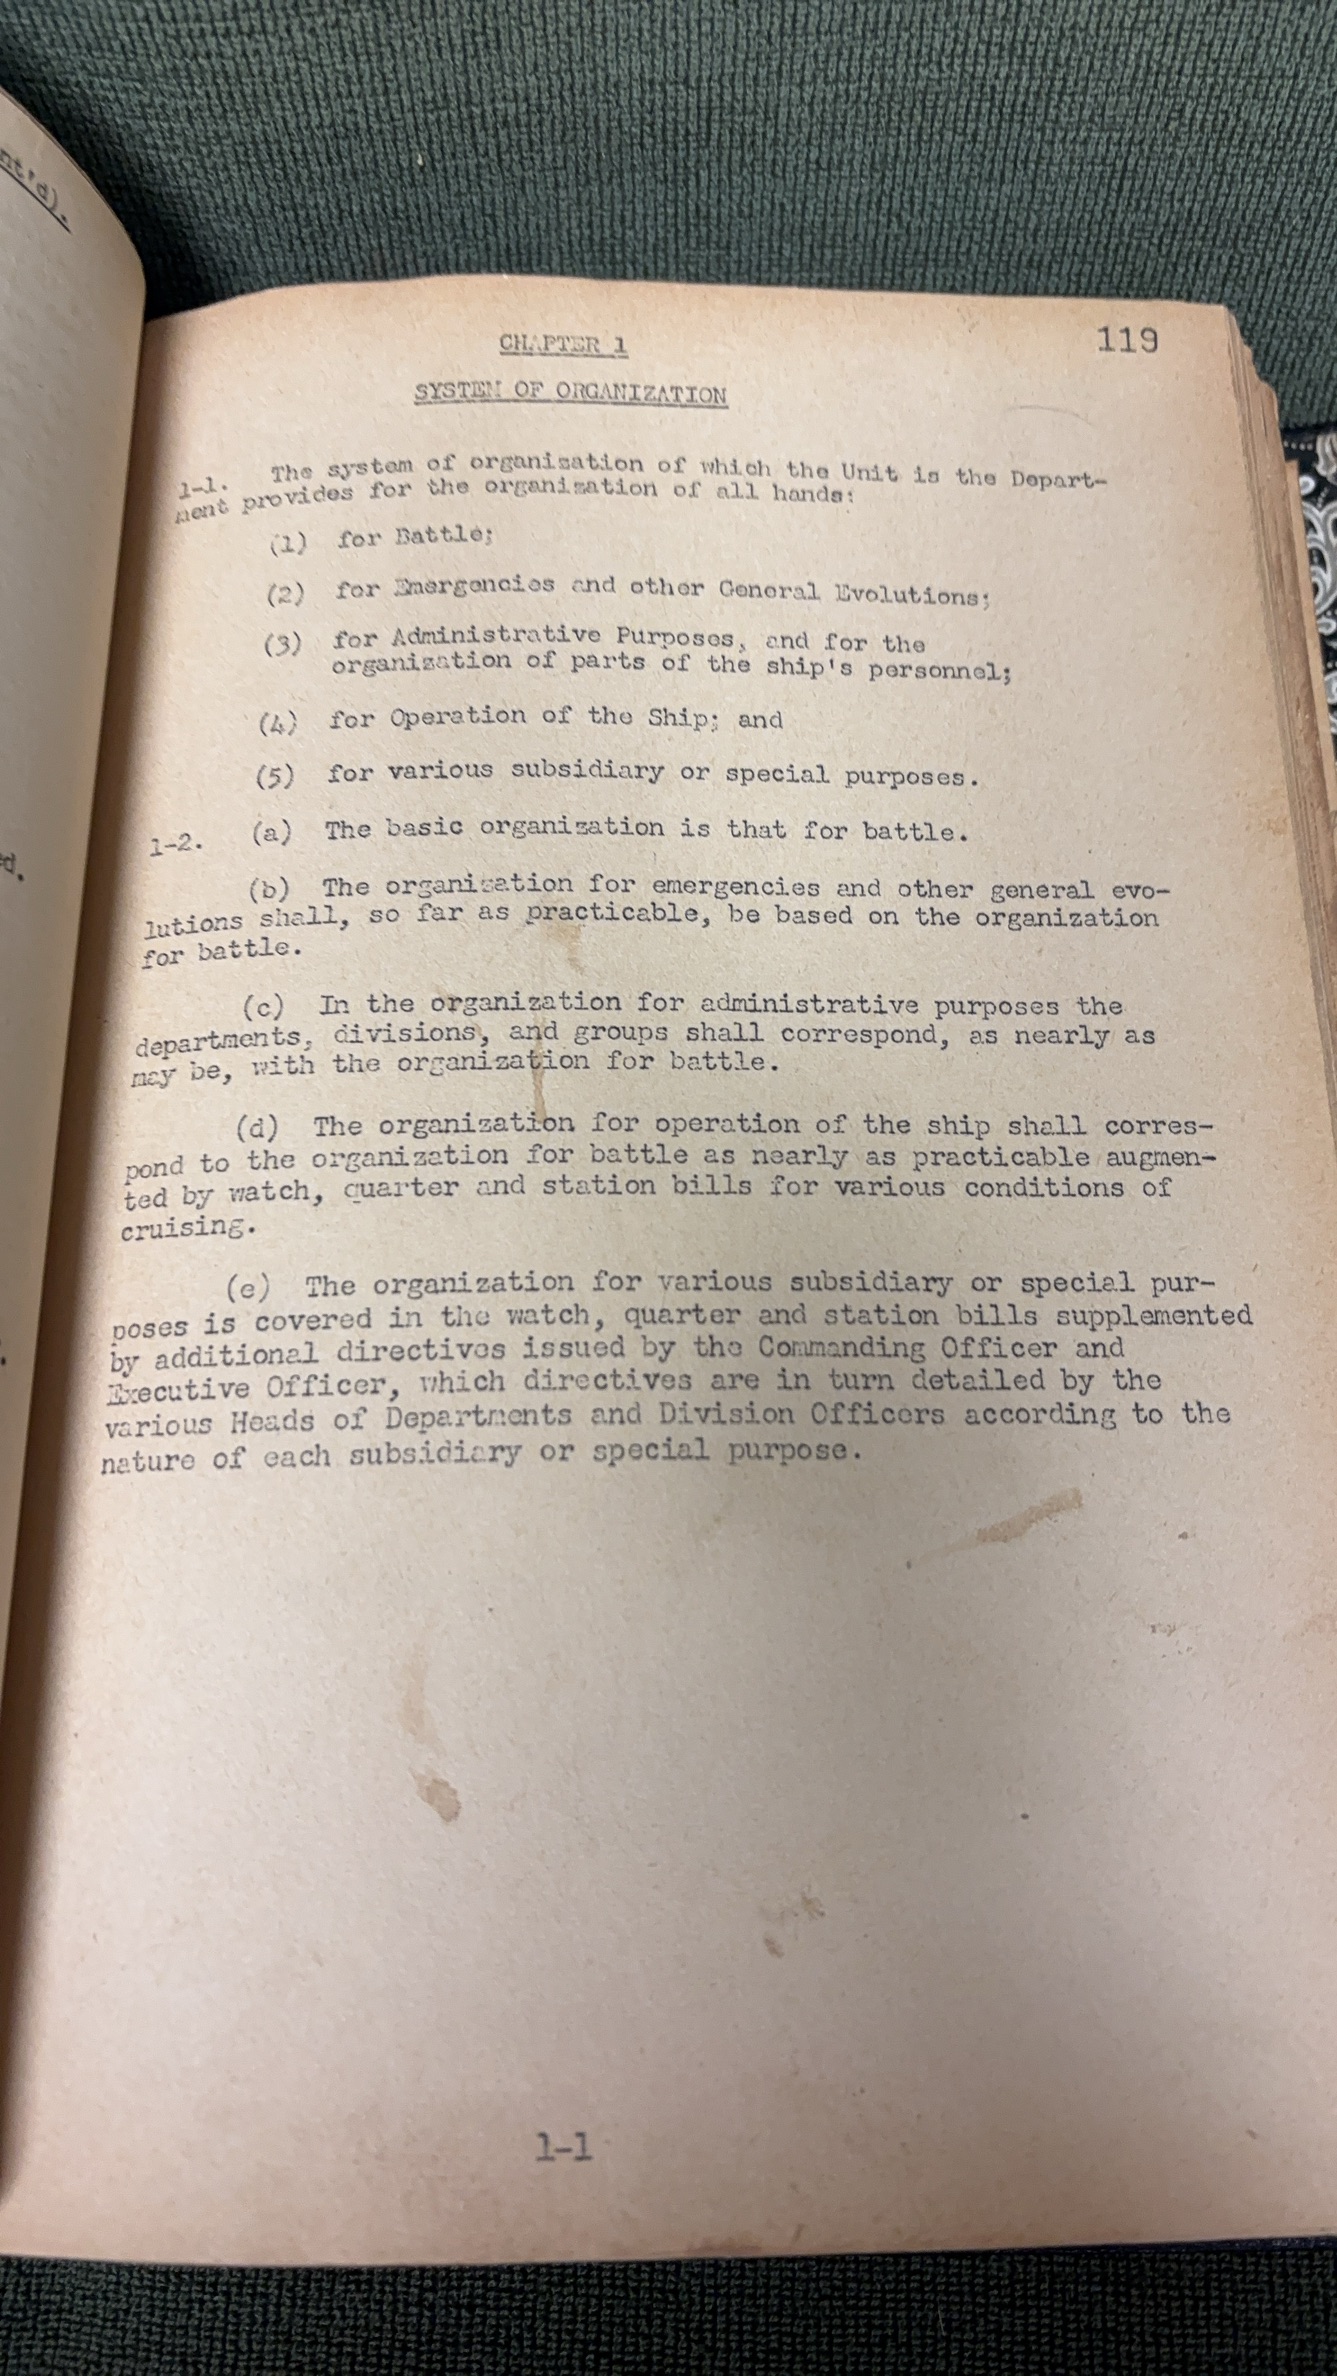 nt'd).
ed.
CHAPTER 1
119
SYSTEM OF ORGANIZATION
1-1. The system of organization of which the Unit is the Depart-
ment provides for the organization of all hands:
(1) for Battle;
(2) for Emergencies and other General Evolutions;
(3) for Administrative Purposes, and for the
organization of parts of the ship's personnel;
(4) for Operation of the Ship; and
(5) for various subsidiary or special purposes.
1-2. (a) The basic organization is that for battle.
(b) The organization for emergencies and other general evo-
lutions shall, so far as practicable, be based on the organization
for battle.
(c) In the organization for administrative purposes the
departments, divisions, and groups shall correspond, as nearly as
may be, with the organization for battle.
(d) The organization for operation of the ship shall corres-
pond to the organization for battle as nearly as practicable augmen-
ted by watch, quarter and station bills for various conditions of
cruising.
(e) The organization for various subsidiary or special pur-
poses is covered in the watch, quarter and station bills supplemented
by additional directives issued by the Commanding Officer and
Executive Officer, which directives are in turn detailed by the
various Heads of Departments and Division Officers according to the
nature of each subsidiary or special purpose.
1-1